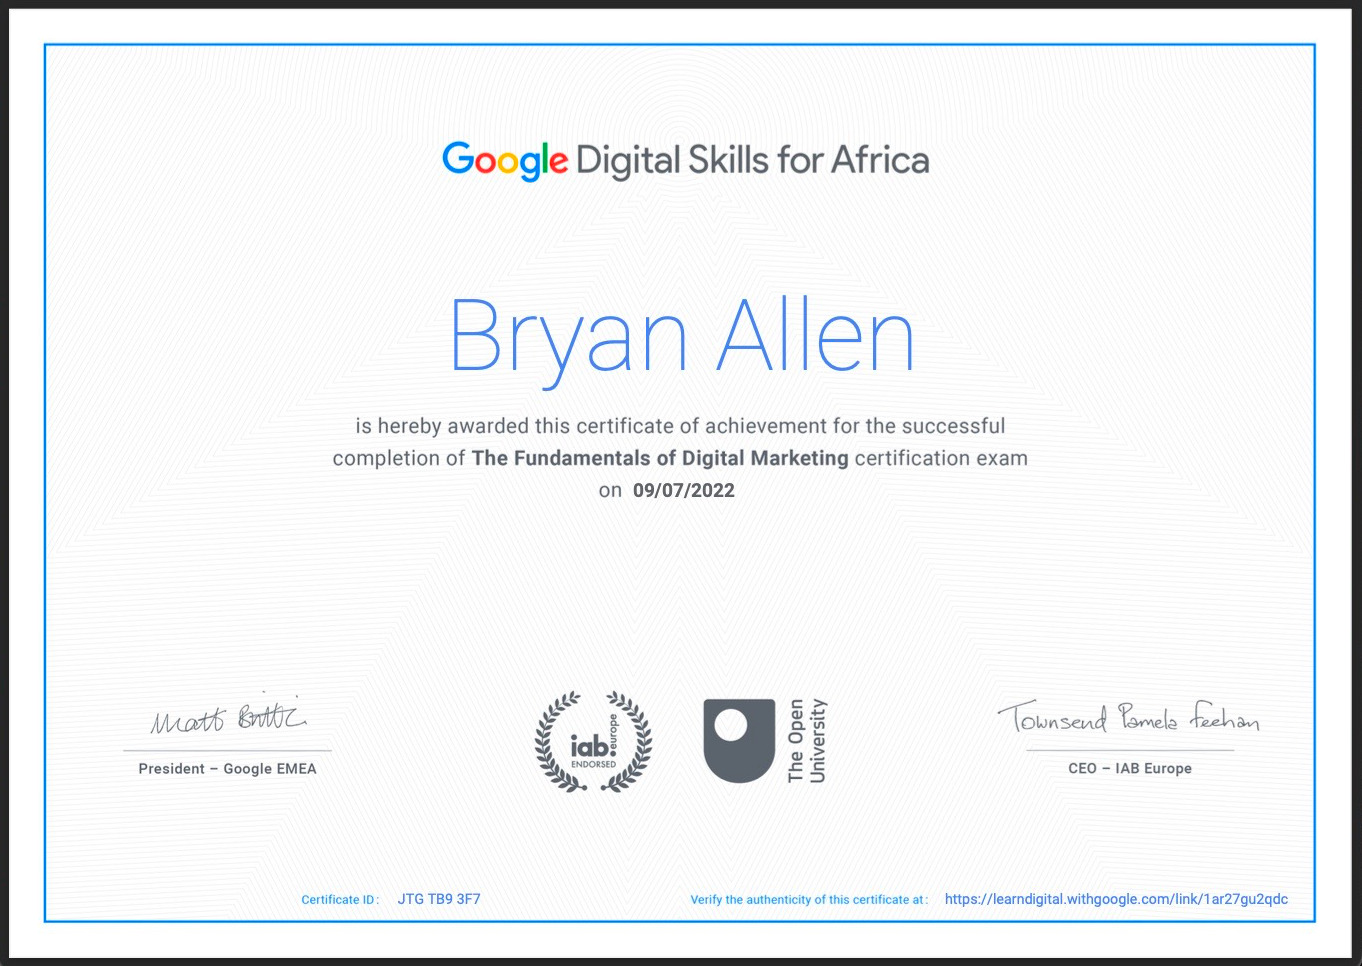 Google Digital Skills for Africa
Bryan Allen
is hereby awarded this certificate of achievement for the successful
completion of The Fundamentals of Digital Marketing certification exam
on 09/07/2022
Matt Brittin
President – Google EMEA
iab europe
ENDORSED
The Open
University
Townsend Pamela Feehan
CEO – IAB Europe
Certificate ID: JTG TB9 3F7
Verify the authenticity of this certificate at: https://learndigital.withgoogle.com/link/1ar27gu2qdc